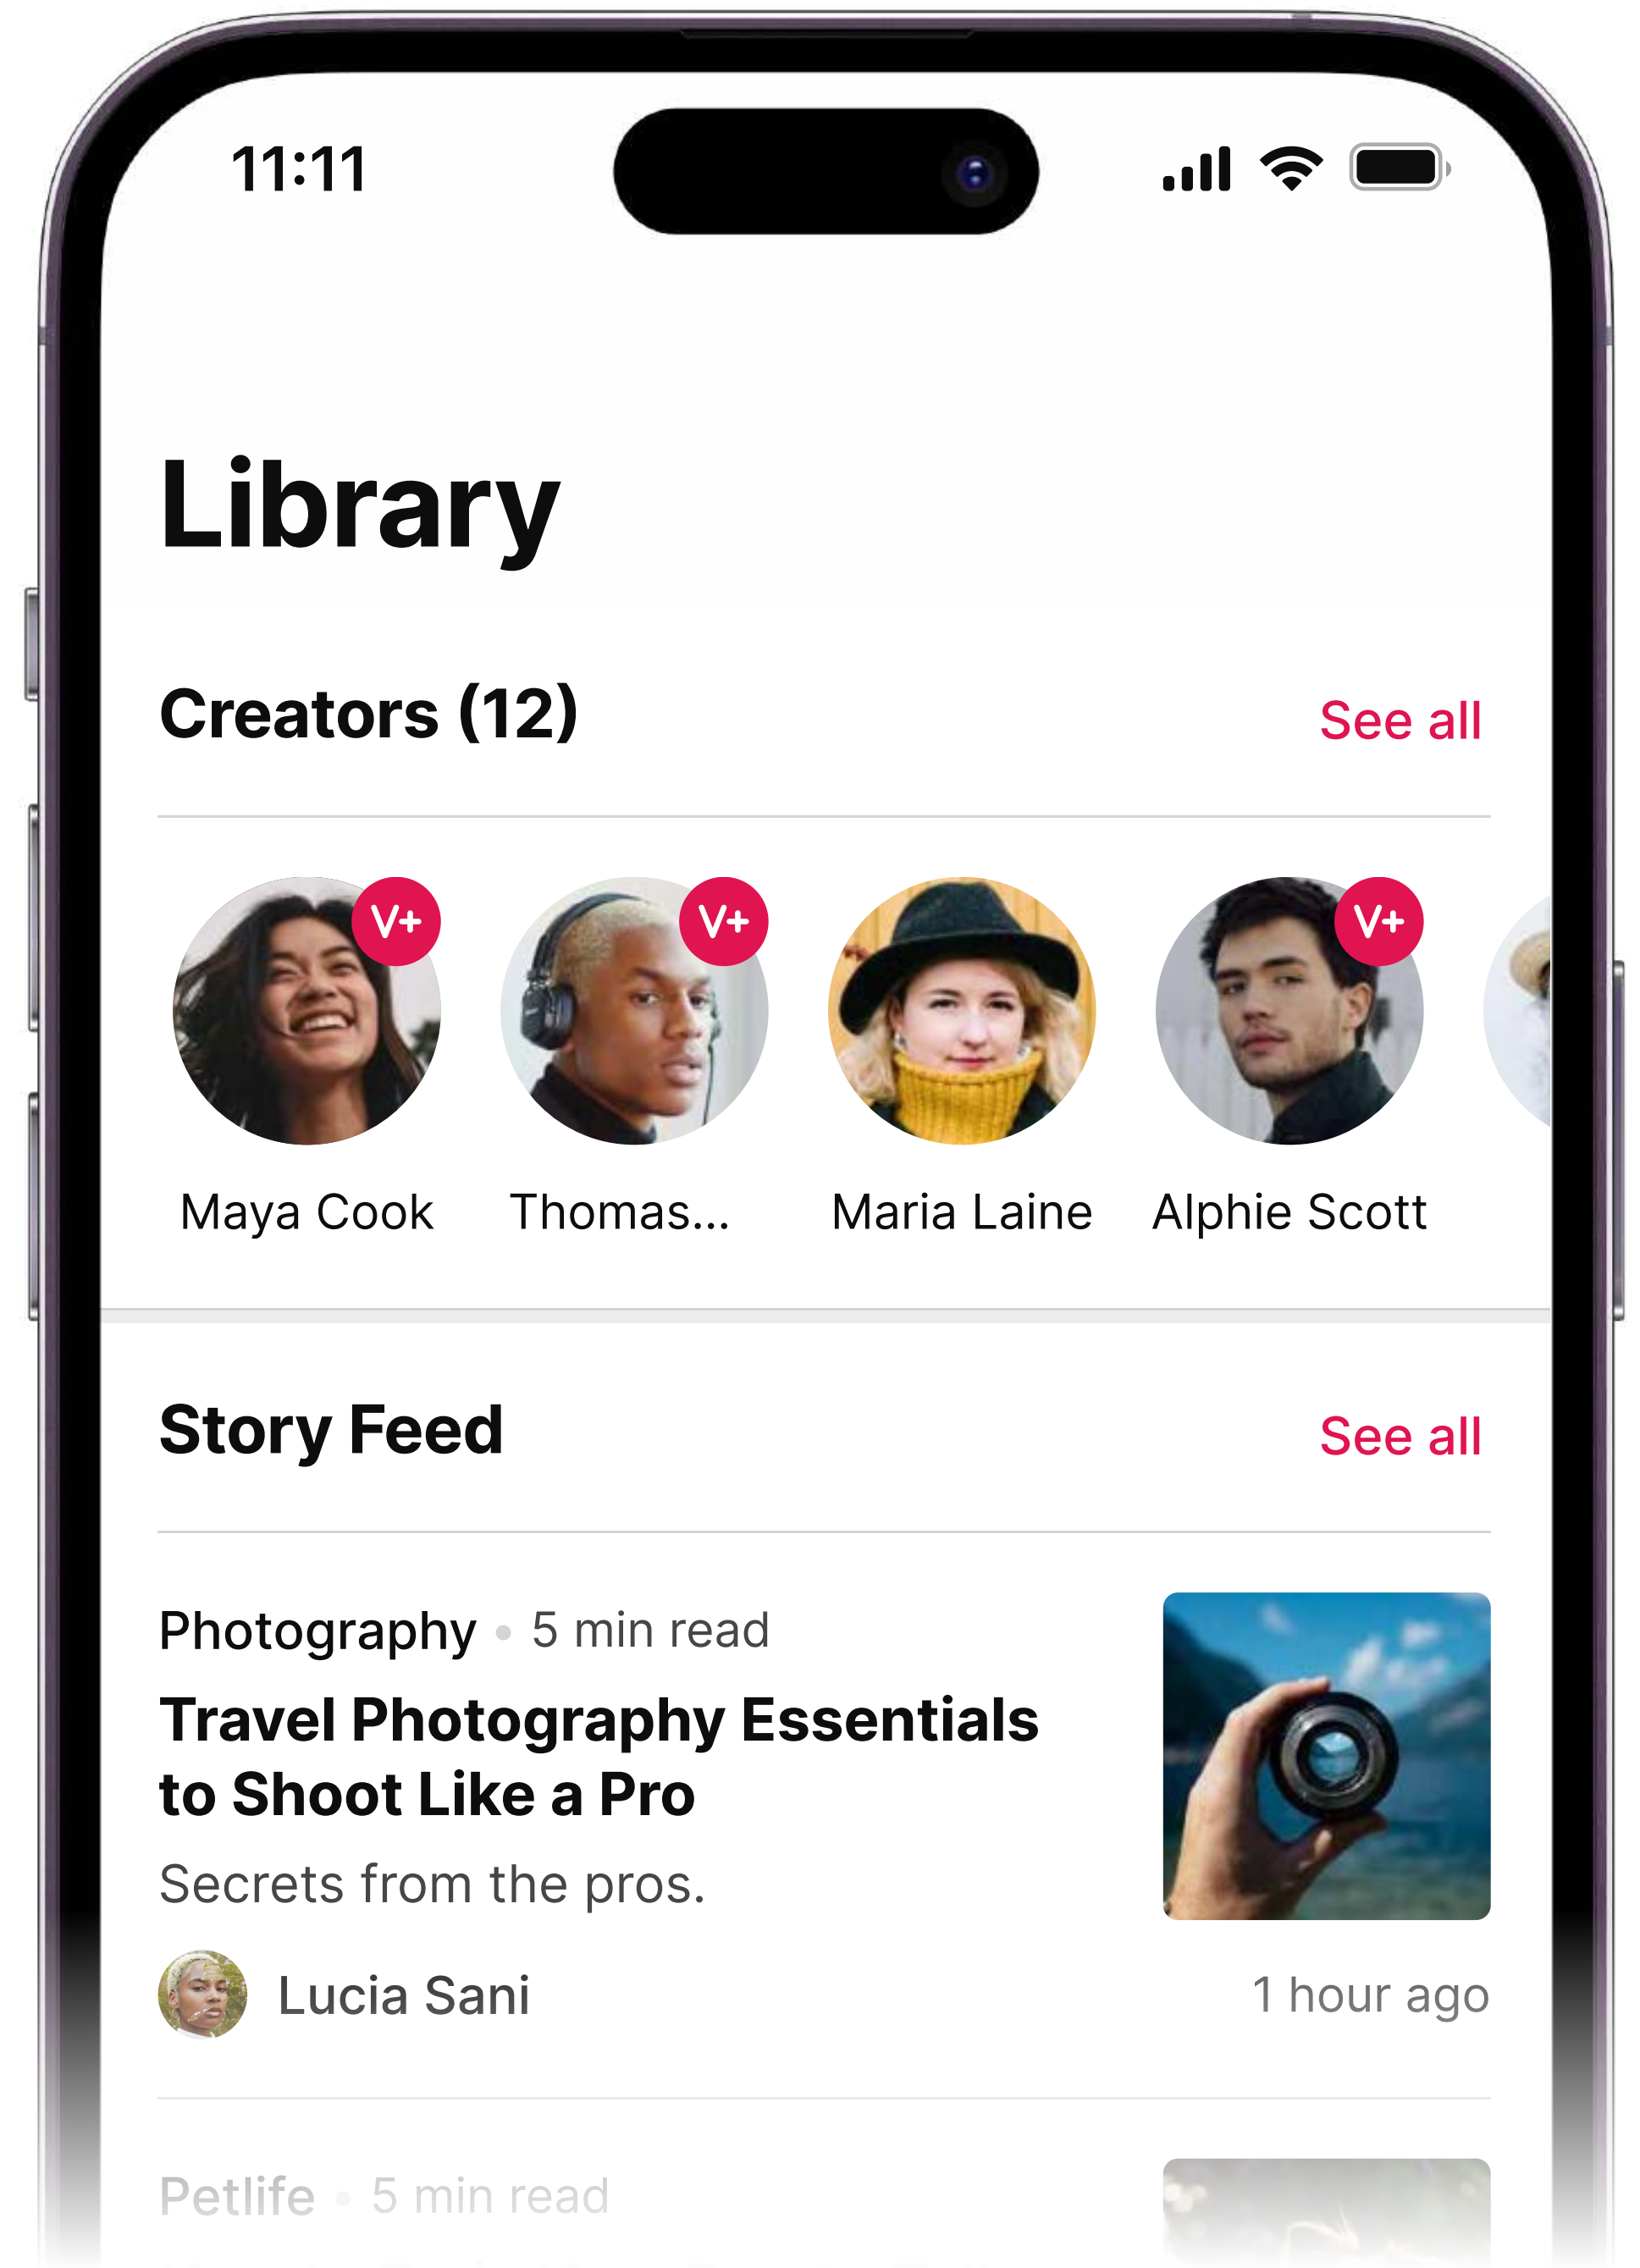 11:11
Library
Creators (12)
See all
V+
V+
V+
Maya Cook
Thomas...
Maria Laine
Alphie Scott
Story Feed
See all
Photography • 5 min read
Travel Photography Essentials
to Shoot Like a Pro
Secrets from the pros.
Lucia Sani
1 hour ago
Petlife • 5 min read